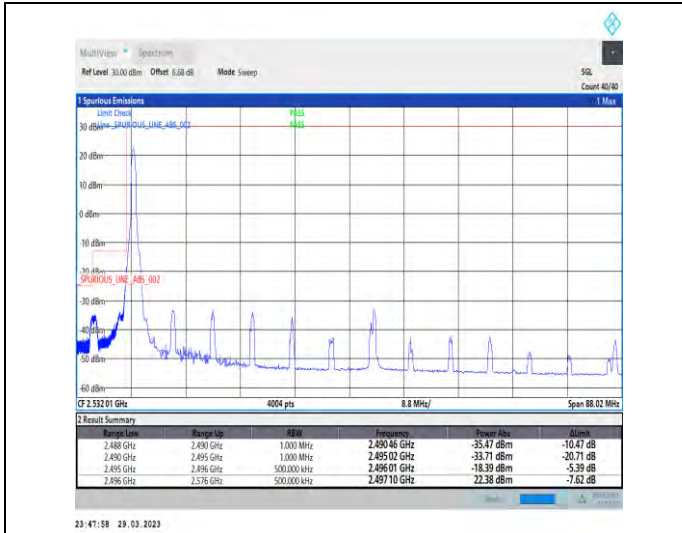 MultiView Spectrum
Ref Level 30.00 dBm Offset 6.68 dB Mode Sweep SGL
Count 40/40
1 Spurious Emissions 1 Max
Limit Check PASS
30 dBm Line _SPURIOUS_LINE_ABS_002 PASS
20 dBm
10 dBm
0 dBm
-10 dBm
-20 dBm
_SPURIOUS_LINE_ABS_002
-30 dBm
-40 dBm
-50 dBm
-60 dBm
CF 2.532 01 GHz 4004 pts 8.8 MHz/ Span 88.02 MHz
2 Result Summary
Range Low Range Up RBW Frequency Power Abs ΔLimit
2.488 GHz 2.490 GHz 1.000 MHz 2.490 46 GHz -35.47 dBm -10.47 dB
2.490 GHz 2.495 GHz 1.000 MHz 2.495 02 GHz -33.71 dBm -20.71 dB
2.495 GHz 2.496 GHz 500.000 kHz 2.496 01 GHz -18.39 dBm -5.39 dB
2.496 GHz 2.576 GHz 500.000 kHz 2.497 10 GHz 22.38 dBm -7.62 dB
23:47:58 29.03.2023